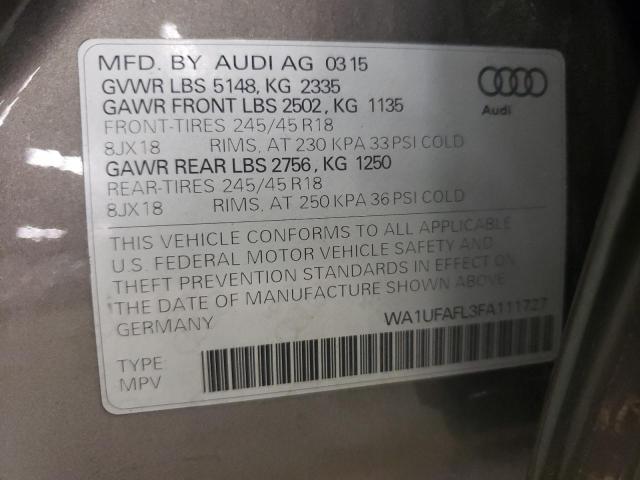 MFD. BY AUDI AG 03 15
GVWR LBS 5148, KG 2335
GAWR FRONT LBS 2502, KG 1135
FRONT-TIRES 245/45 R18
8JX18 RIMS, AT 230 KPA 33 PSI COLD
GAWR REAR LBS 2756, KG 1250
REAR-TIRES 245/45 R18
8JX18 RIMS, AT 250 KPA 36 PSI COLD
Audi
THIS VEHICLE CONFORMS TO ALL APPLICABLE
U.S. FEDERAL MOTOR VEHICLE SAFETY AND
THEFT PREVENTION STANDARDS IN EFFECT ON
THE DATE OF MANUFACTURE SHOWN ABOVE
GERMANY WA1UFAFL3FA111727
TYPE
MPV